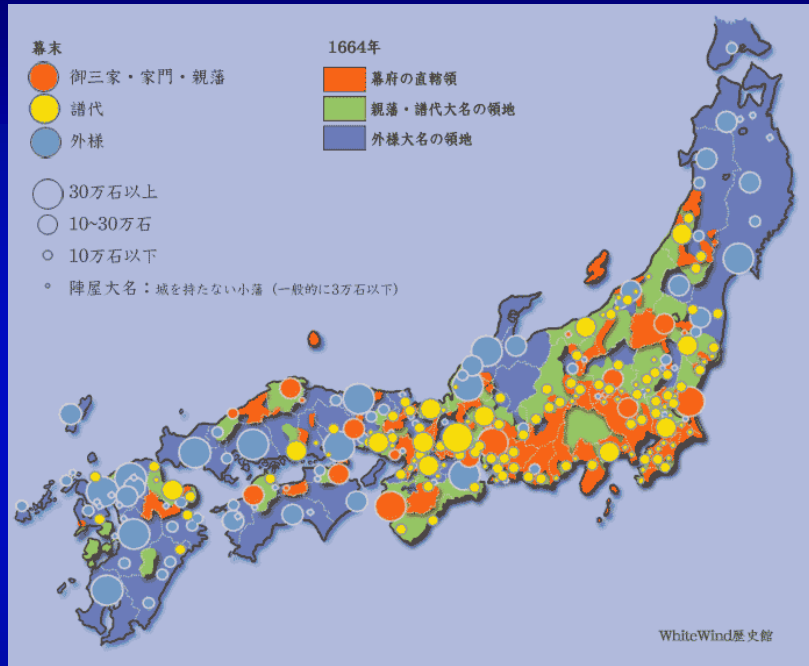 幕末
御三家・家門・親藩
譜代
外様
30万石以上
10~30万石
10万石以下
陣屋大名：城を持たない小藩 (一般的に3万石以下)
1664年
幕府の直轄領
親藩・譜代大名の領地
外様大名の領地
WhiteWind歴史館